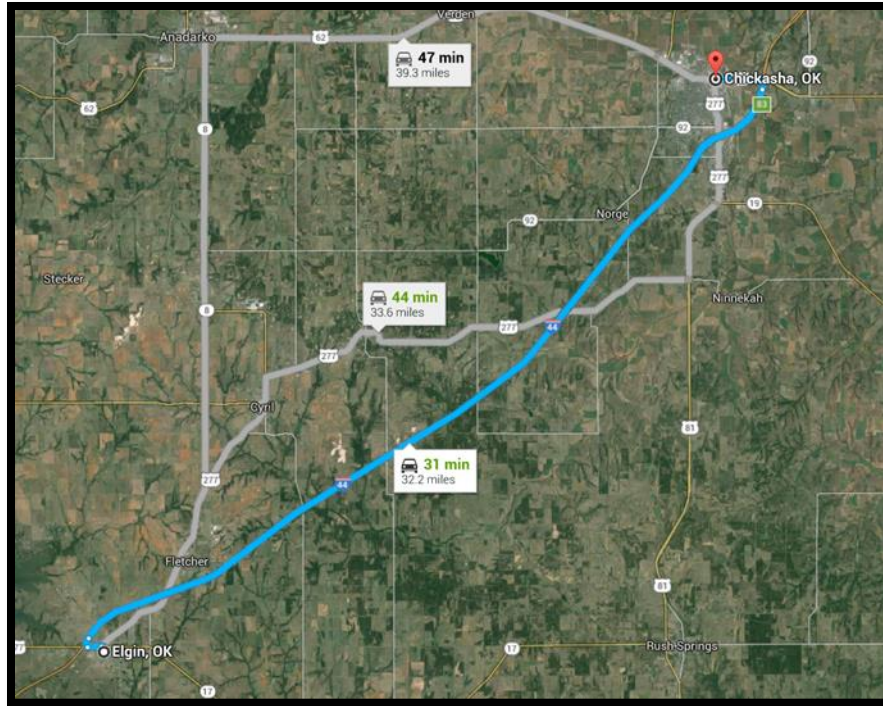 Verden
Anadarko
62
47 min
39.3 miles
92
Chickasha, OK
83
277
62
62
8
92
277
19
92
Norge
Stecker
44 min
33.6 miles
Ninnekah
8
277
44
277
Cyril
81
31 min
32.2 miles
277
44
Fletcher
81
Elgin, OK
17
Rush Springs
17